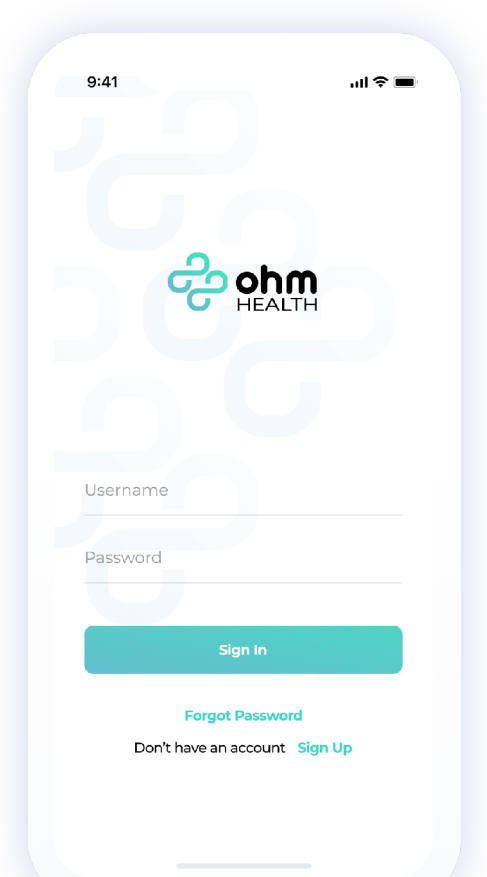 9:41
ohm
HEALTH
Username
Password
Sign In
Forgot Password
Don't have an account Sign Up